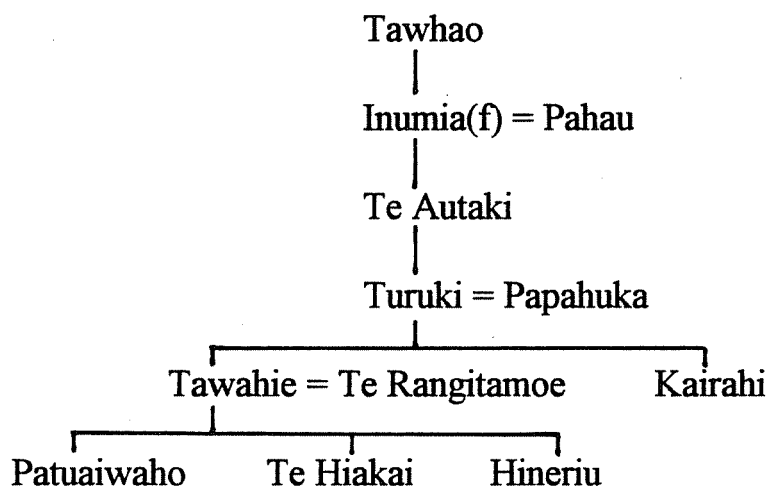 Tawhao
Inumia(f) = Pahau
Te Autaki
Turuki = Papahuka
Tawahie = Te Rangitamoe Kairahi
Patuaiwaho Te Hiakai Hineriu